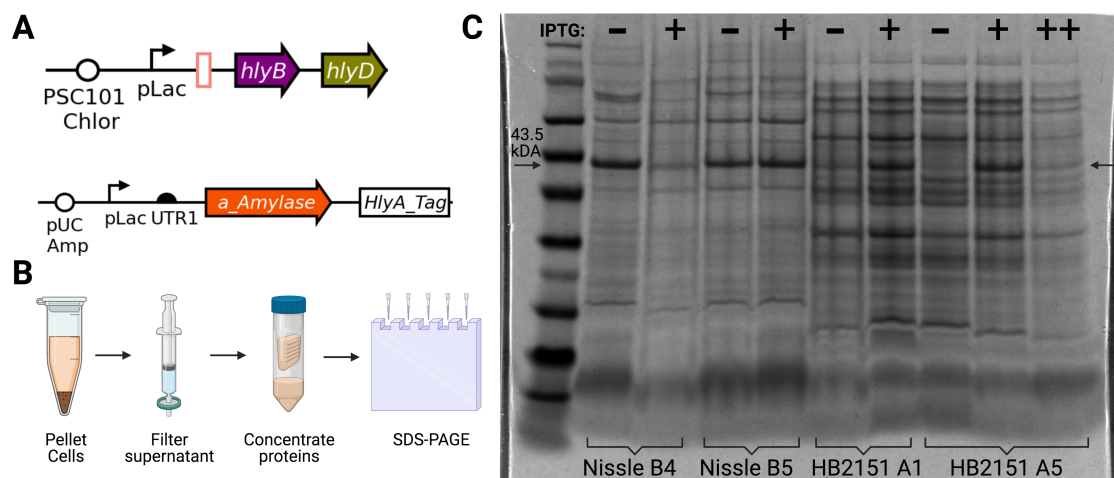 A
hlyB
hlyD
pLac
PSC101
Chlor
a_Amylase
HlyA_Tag
pLac UTR1
pUC
Amp
B
Pellet
Cells
Filter
supernatant
Concentrate
proteins
SDS-PAGE
C
IPTG: - + - + - + - + ++
43.5
kDA
Nissle B4 Nissle B5 HB2151 A1 HB2151 A5